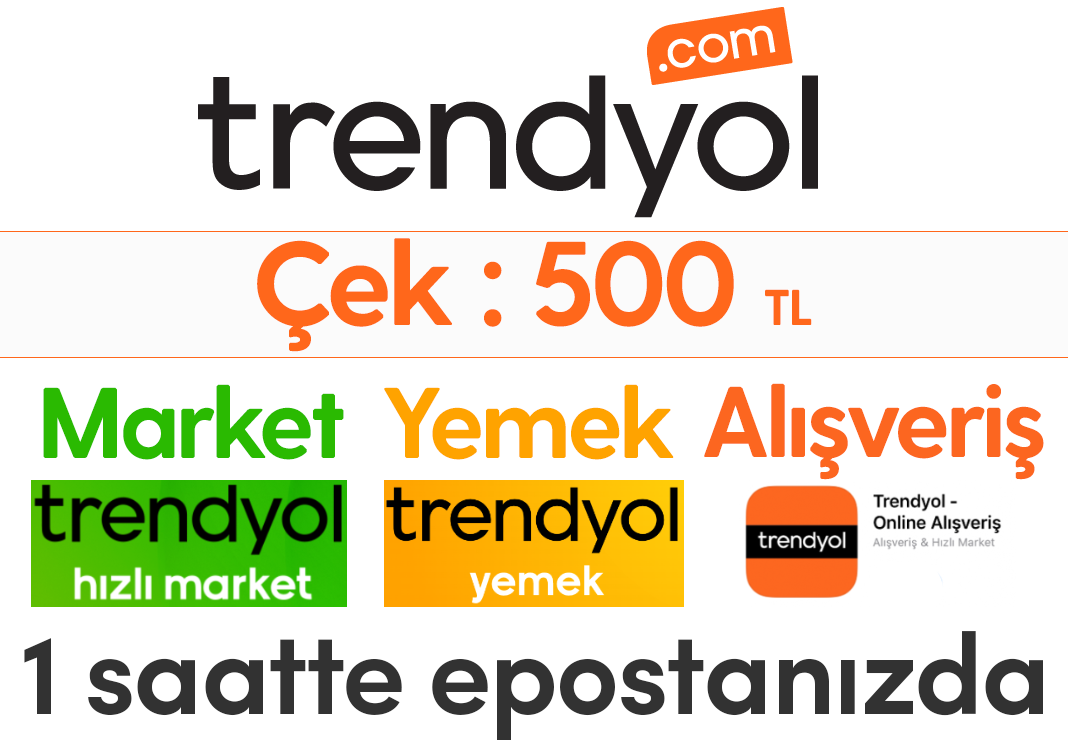 .com
trendyol
Çek : 500 TL
Market Yemek Alışveriş
trendyol
hızlı market
trendyol
yemek
trendyol
Trendyol -
Online Alışveriş
Alışveriş & Hızlı Market
1 saatte epostanızda